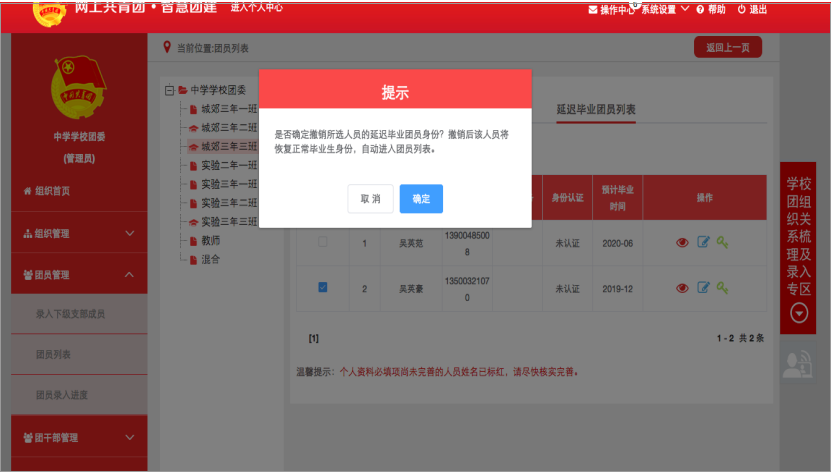 网上共青团 • 智慧团建 进入个人中心
操作中心 0 系统设置 帮助 退出
当前位置:团员列表
返回上一页
中学学校团委
(管理员)
组织首页
组织管理
团员管理
录入下级支部成员
团员列表
团员录入进度
团干部管理
中学学校团委
城郊三年一班
城郊三年二班
城郊三年三班
实验二年一班
实验三年一班
实验三年二班
实验三年三班
教师
混合
提示
是否确定撤销所选人员的延迟毕业团员身份？撤销后该人员将
恢复正常毕业生身份，自动进入团员列表。
取消 确定
延迟毕业团员列表
身份认证 预计毕业
时间 操作
1 吴英范 1390048500
8 未认证 2020-06
2 吴英豪 1350032107
0 未认证 2019-12
[1] 1 - 2 共 2 条
温馨提示：个人资料必填项尚未完善的人员姓名已标红，请尽快核实完善。
学校
团组
织关
系梳
理及
录入
专区